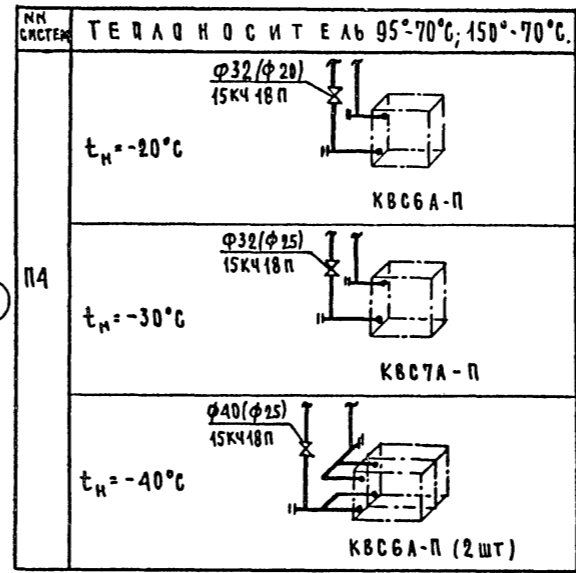 NN СИСТЕМ
ТЕПЛОНОСИТЕЛЬ 95°-70°С; 150°-70°С.
П4
tн=-20°С
Ф32(Ф20)
15КЧ18П
КВС6А-П
tн=-30°С
Ф32(Ф25)
15КЧ18П
КВС7А-П
tн=-40°С
Ф40(Ф25)
15КЧ18П
КВС6А-П (2ШТ)